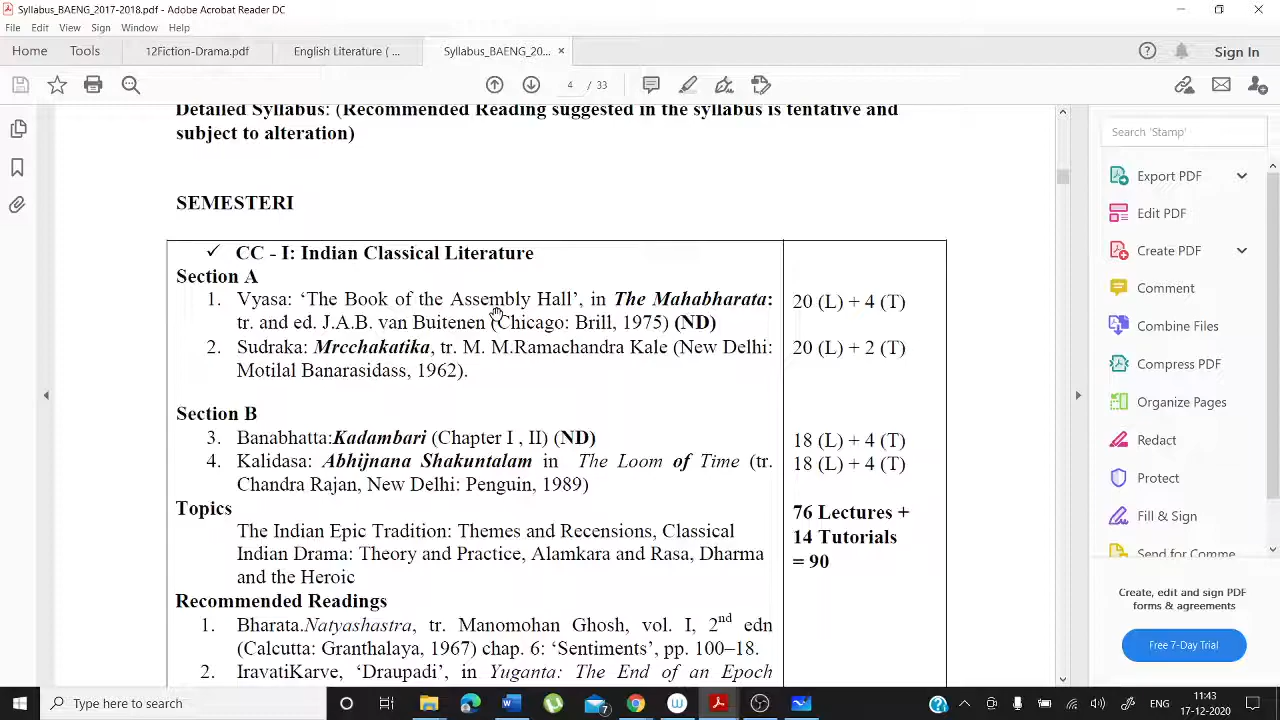 Syllabus_BAENG_2017-2018.pdf - Adobe Acrobat Reader DC
File Edit View Sign Window Help
Home Tools 12Fiction-Drama.pdf English Literature ( ... Syllabus_BAENG_20... × Sign In
4 / 33
Detailed Syllabus: (Recommended Reading suggested in the syllabus is tentative and
subject to alteration)
SEMESTERI
✓ CC - I: Indian Classical Literature
Section A
1. Vyasa: ‘The Book of the Assembly Hall’, in The Mahabharata: 20 (L) + 4 (T)
tr. and ed. J.A.B. van Buitenen (Chicago: Brill, 1975) (ND)
2. Sudraka: Mrcchakatika, tr. M. M.Ramachandra Kale (New Delhi: 20 (L) + 2 (T)
Motilal Banarasidass, 1962).
Section B
3. Banabhatta:Kadambari (Chapter I , II) (ND) 18 (L) + 4 (T)
4. Kalidasa: Abhijnana Shakuntalam in The Loom of Time (tr. 18 (L) + 4 (T)
Chandra Rajan, New Delhi: Penguin, 1989)
Topics 76 Lectures +
The Indian Epic Tradition: Themes and Recensions, Classical 14 Tutorials
Indian Drama: Theory and Practice, Alamkara and Rasa, Dharma = 90
and the Heroic
Recommended Readings
1. Bharata.Natyashastra, tr. Manomohan Ghosh, vol. I, 2nd edn
(Calcutta: Granthalaya, 1967) chap. 6: ‘Sentiments’, pp. 100–18.
2. IravatiKarve, ‘Draupadi’, in Yuganta: The End of an Epoch
Search 'Stamp'
Export PDF
Edit PDF
Create PDF
Comment
Combine Files
Compress PDF
Organize Pages
Redact
Protect
Fill & Sign
Send for Comme
Create, edit and sign PDF
forms & agreements
Free 7-Day Trial
Type here to search
ENG 11:43
17-12-2020